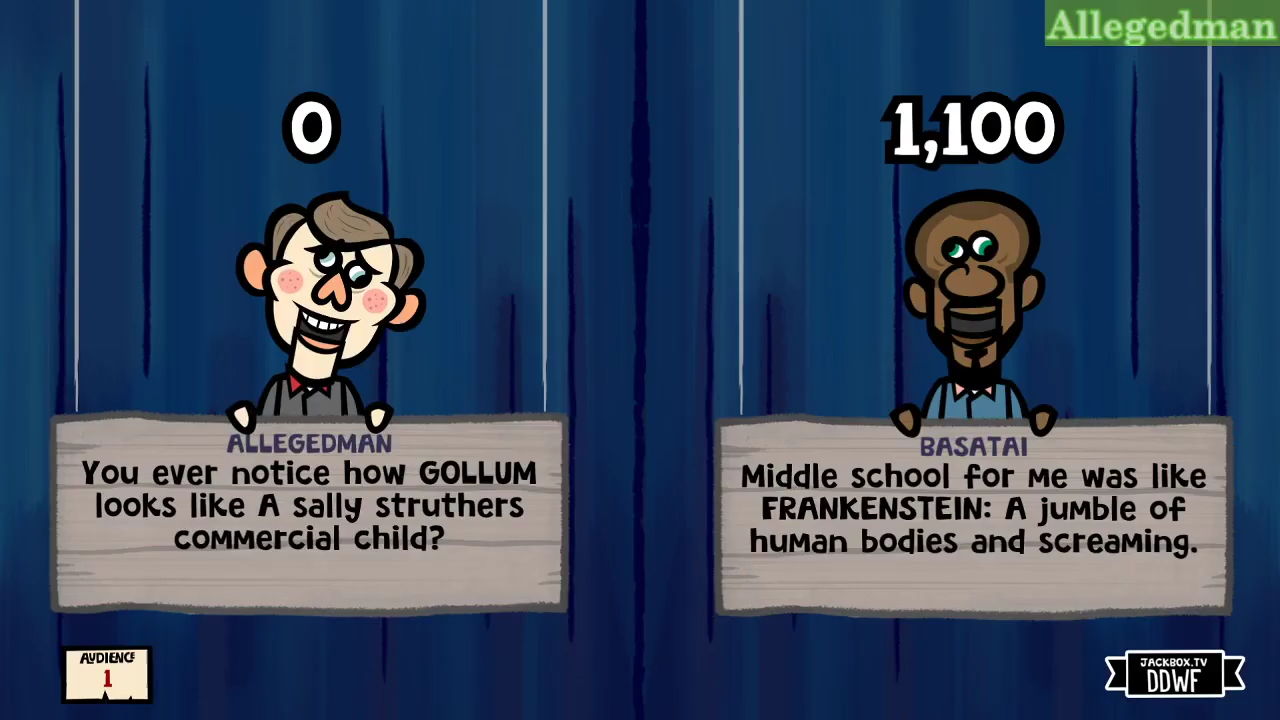 Allegedman
0
1,100
ALLEGEDMAN
You ever notice how GOLLUM
looks like A sally struthers
commercial child?
BASATAI
Middle school for me was like
FRANKENSTEIN: A jumble of
human bodies and screaming.
AUDIENCE
1
JACKBOX.TV
DDWF